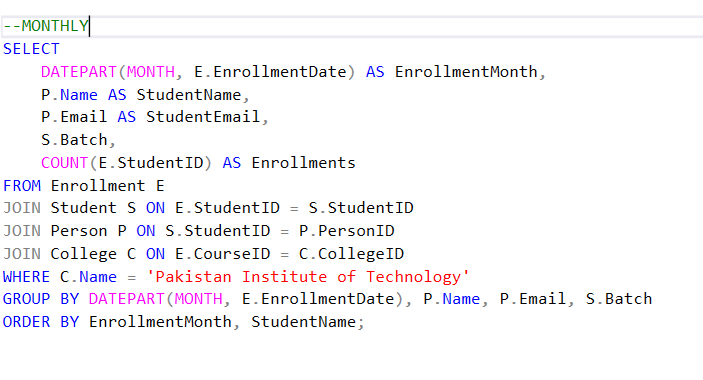 --MONTHLY
SELECT
DATEPART(MONTH, E.EnrollmentDate) AS EnrollmentMonth,
P.Name AS StudentName,
P.Email AS StudentEmail,
S.Batch,
COUNT(E.StudentID) AS Enrollments
FROM Enrollment E
JOIN Student S ON E.StudentID = S.StudentID
JOIN Person P ON S.StudentID = P.PersonID
JOIN College C ON E.CourseID = C.CollegeID
WHERE C.Name = 'Pakistan Institute of Technology'
GROUP BY DATEPART(MONTH, E.EnrollmentDate), P.Name, P.Email, S.Batch
ORDER BY EnrollmentMonth, StudentName;